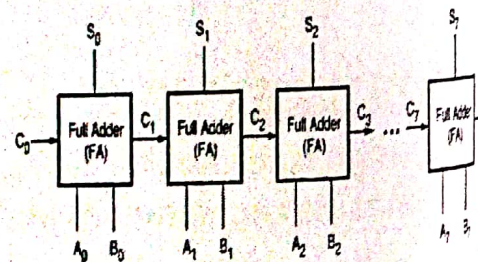 S₀ S₁ S₂ S₇
C₀ Full Adder (FA) C₁ Full Adder (FA) C₂ Full Adder (FA) C₃ ... C₇ Full Adder (FA)
A₀ B₀ A₁ B₁ A₂ B₂ A₇ B₇